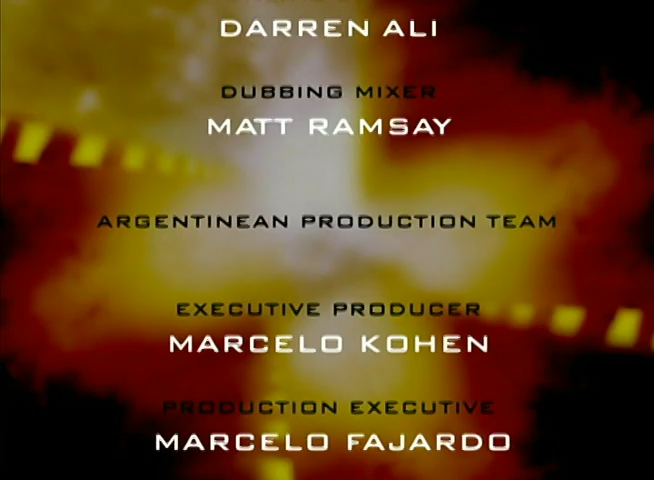 DARREN ALI
DUBBING MIXER
MATT RAMSAY
ARGENTINEAN PRODUCTION TEAM
EXECUTIVE PRODUCER
MARCELO KOHEN
PRODUCTION EXECUTIVE
MARCELO FAJARDO